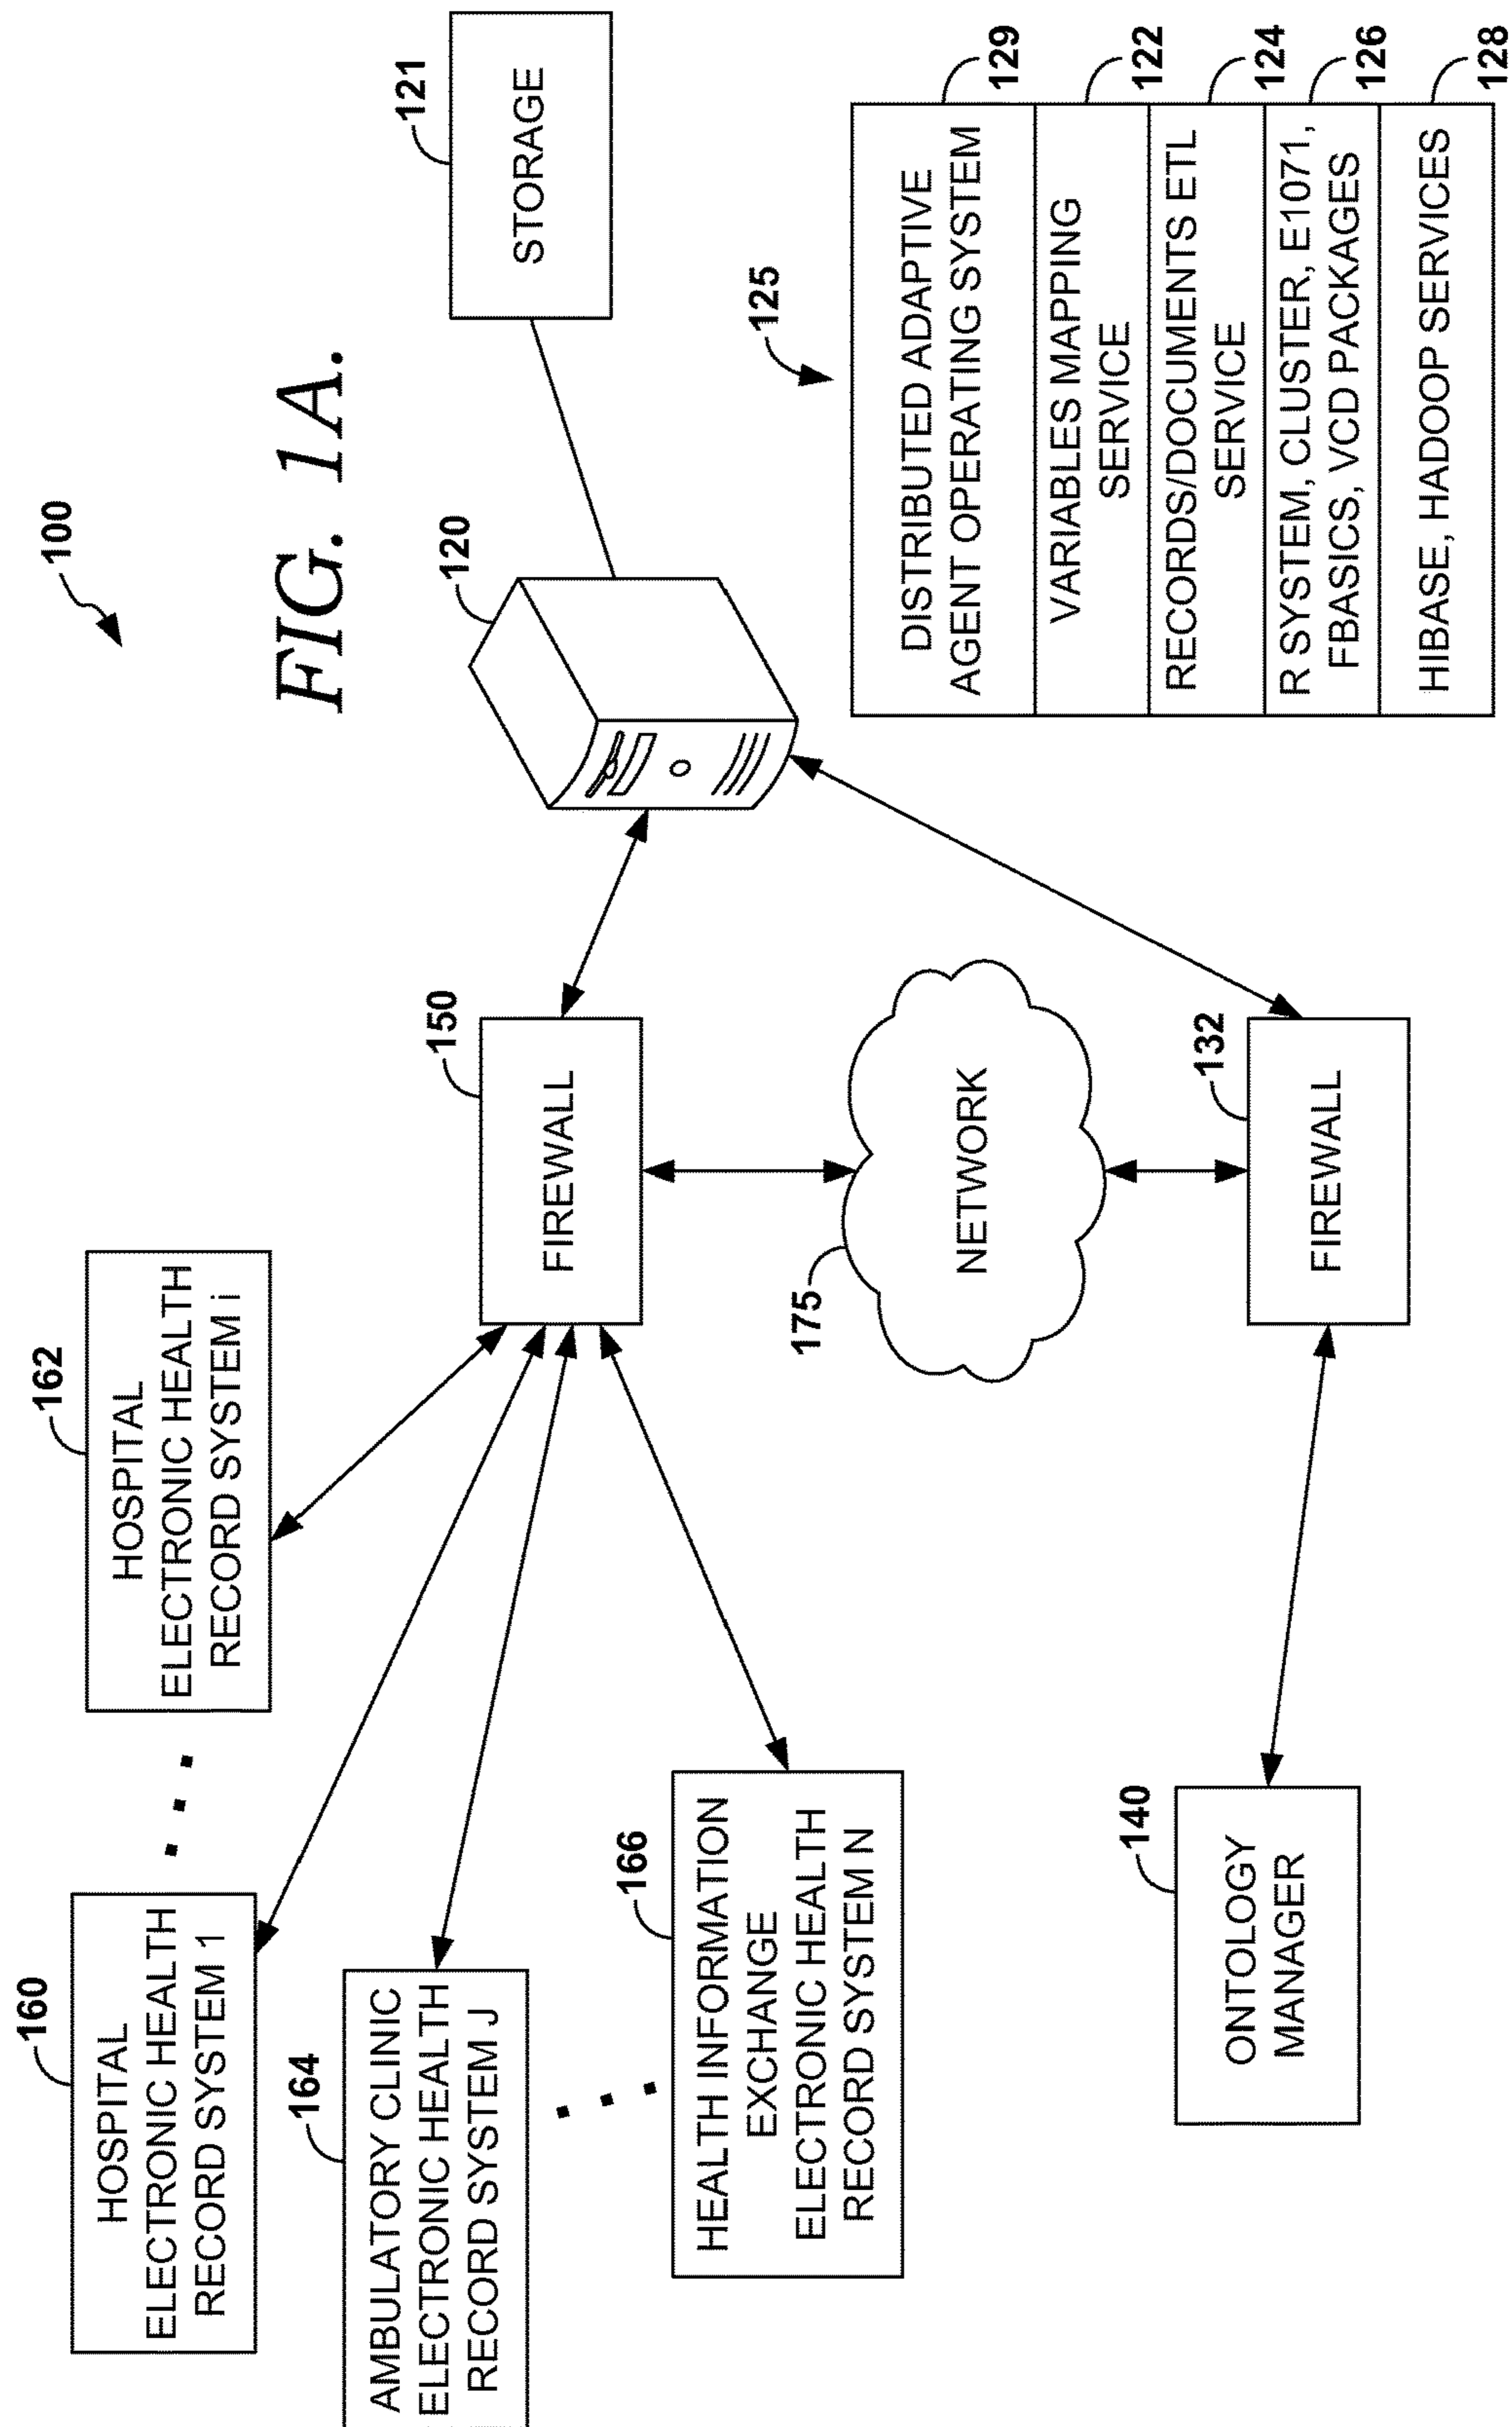 100
FIG. 1A.
160
HOSPITAL
ELECTRONIC HEALTH
RECORD SYSTEM 1
162
HOSPITAL
ELECTRONIC HEALTH
RECORD SYSTEM i
164
AMBULATORY CLINIC
ELECTRONIC HEALTH
RECORD SYSTEM J
166
HEALTH INFORMATION
EXCHANGE
ELECTRONIC HEALTH
RECORD SYSTEM N
150
FIREWALL
120
121
STORAGE
175
NETWORK
140
ONTOLOGY
MANAGER
132
FIREWALL
125
DISTRIBUTED ADAPTIVE
AGENT OPERATING SYSTEM
129
VARIABLES MAPPING
SERVICE
122
RECORDS/DOCUMENTS ETL
SERVICE
124
R SYSTEM, CLUSTER, E1071,
FBASICS, VCD PACKAGES
126
HIBASE, HADOOP SERVICES
128